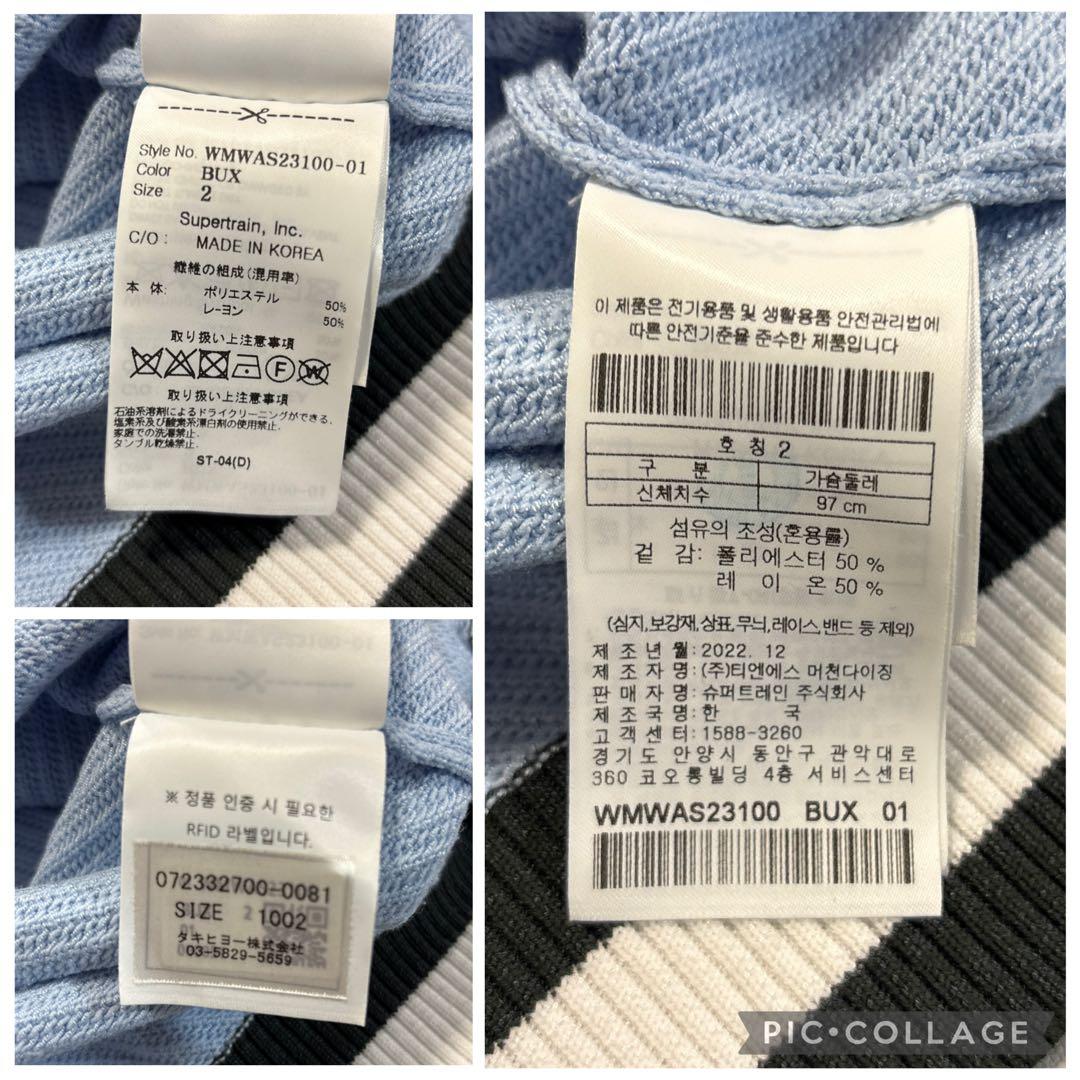 Style No. WMWAS23100-01
Color BUX
Size 2
Supertrain, Inc.
C/O : MADE IN KOREA
繊維の組成(混用率)
本 体: ポリエステル 50%
レーヨン 50%
取り扱い上注意事項
取り扱い上注意事項
石油系溶剤によるドライクリーニングができる.
塩素系及び酸素系漂白剤の使用禁止.
家庭での洗濯禁止.
タンブル乾燥禁止.
ST-04(D)
※ 정품 인증 시 필요한
RFID 라벨입니다.
072332700-0081
SIZE 1002
タキヒヨー株式会社
03-5829-5659
이 제품은 전기용품 및 생활용품 안전관리법에
따른 안전기준을 준수한 제품입니다
호 칭 2
구 분 가슴둘레
신체치수 97 cm
섬유의 조성(혼용률)
겉 감: 폴리에스터 50 %
레 이 온 50 %
(심지,보강재,상표,무늬,레이스,밴드 등 제외)
제 조 년 월: 2022. 12
제 조 자 명: (주)티엔에스 머천다이징
판 매 자 명: 슈퍼트레인 주식회사
제 조 국 명: 한 국
고 객 센 터: 1588-3260
경 기 도 안 양 시 동 안 구 관 악 대 로
360 코 오 롱 빌 딩 4 층 서 비 스 센 터
WMWAS23100 BUX 01
PIC•COLLAGE